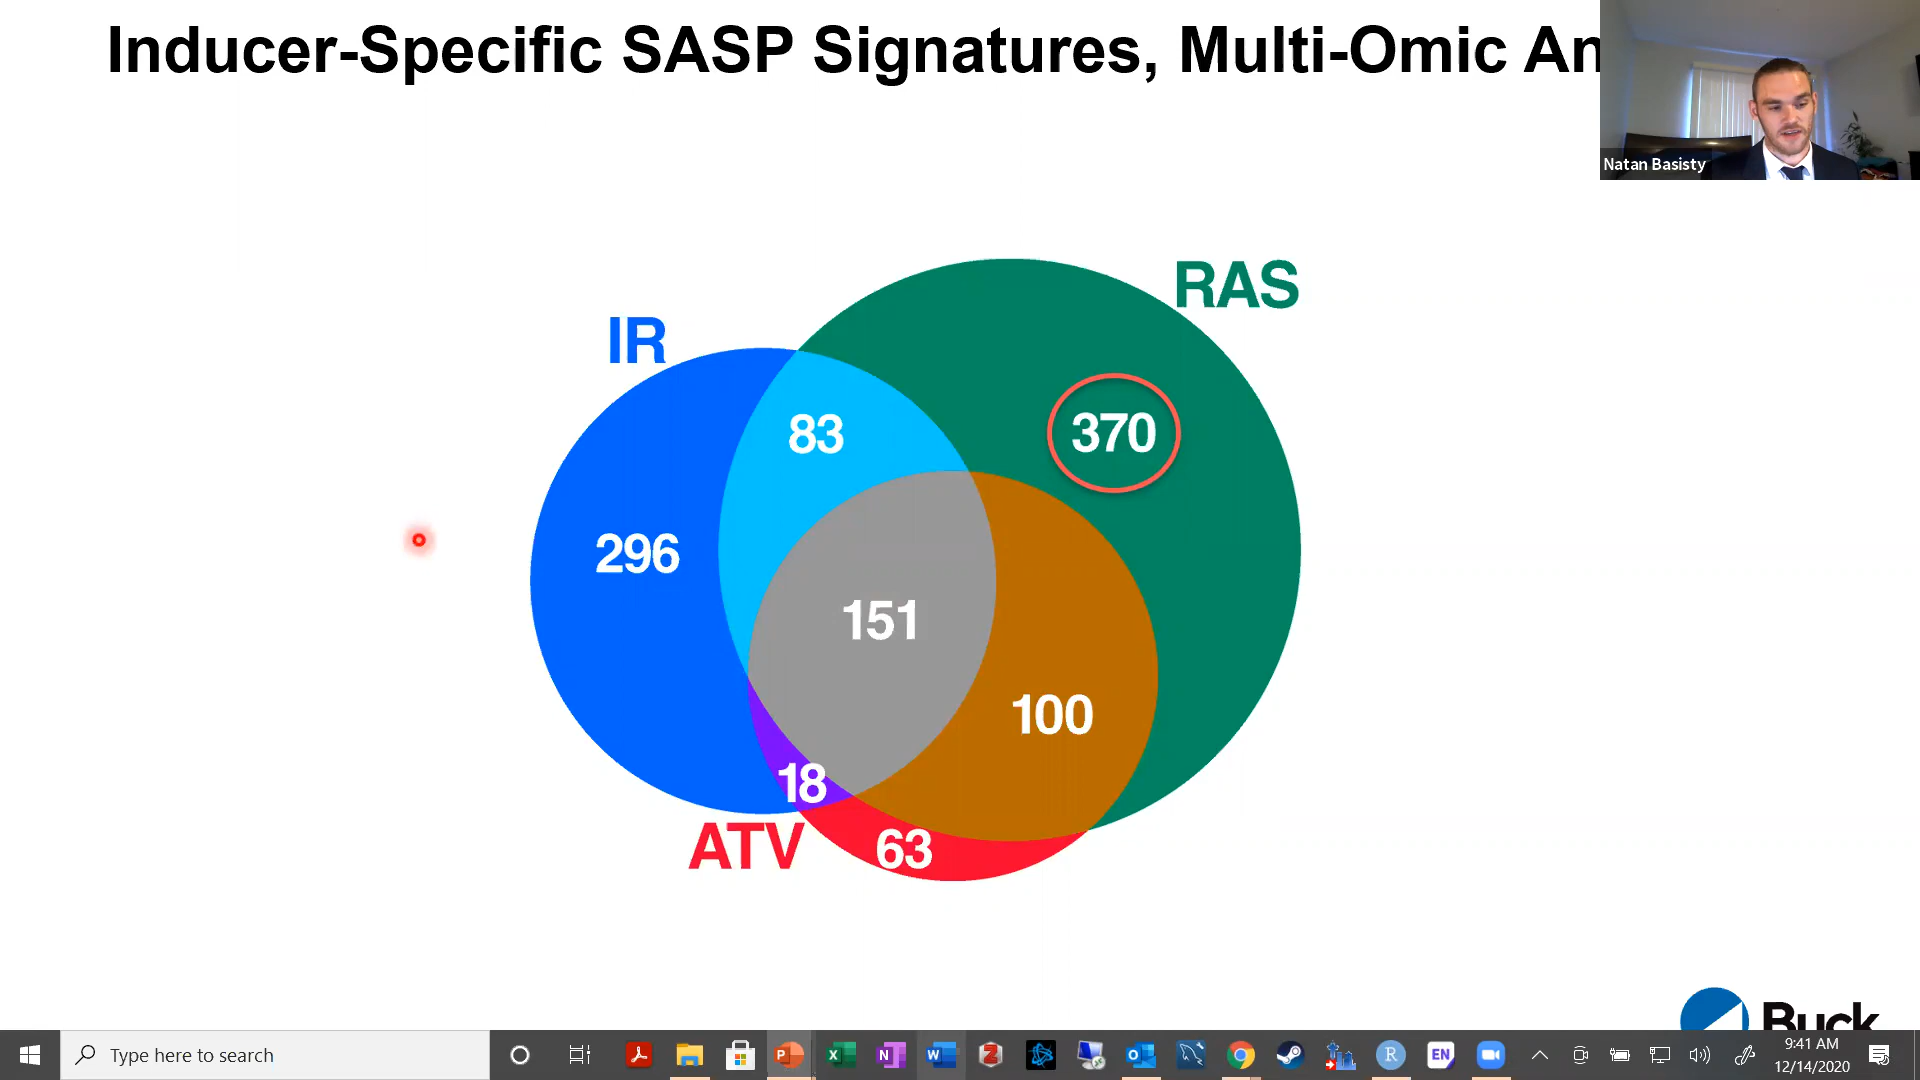 Inducer-Specific SASP Signatures, Multi-Omic An
Natan Basisty
RAS
IR
370
83
296
151
100
18
ATV
63
Buck
Type here to search
EN
9:41 AM
12/14/2020